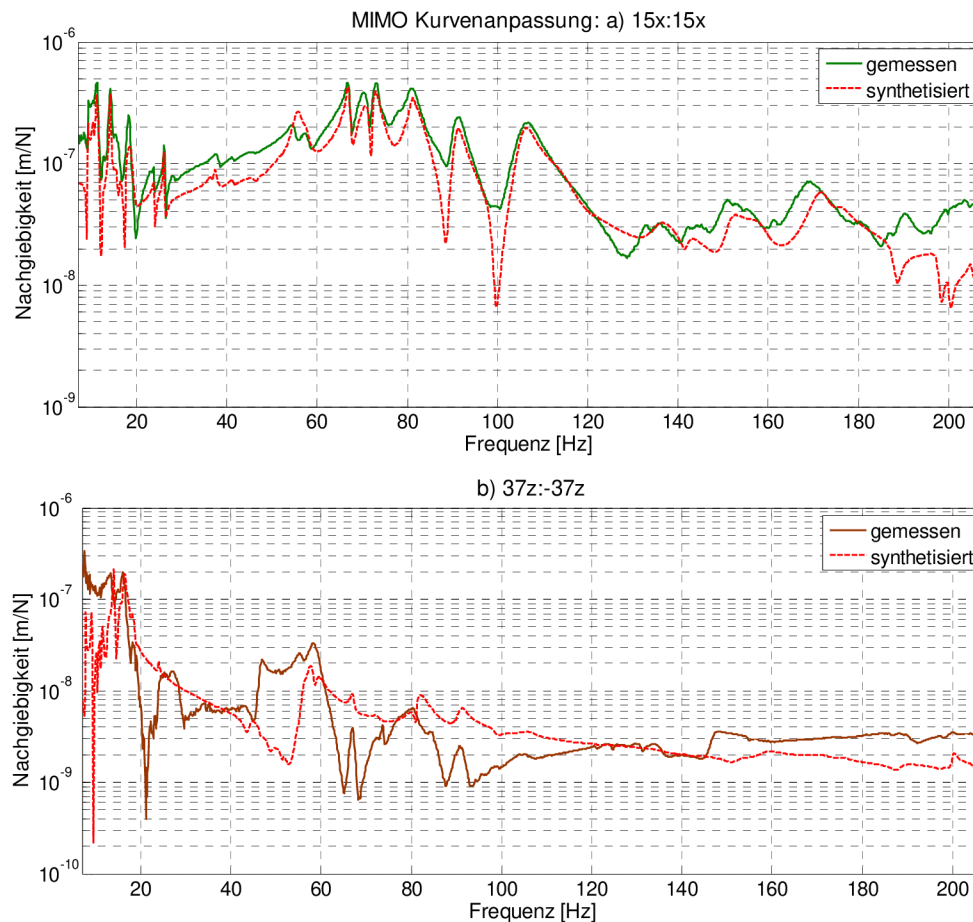 MIMO Kurvenanpassung: a) 15x:15x
10^-6
10^-7
10^-8
10^-9
Nachgiebigkeit [m/N]
gemessen
synthetisiert
20 40 60 80 100 120 140 160 180 200
Frequenz [Hz]
b) 37z:-37z
10^-6
10^-7
10^-8
10^-9
10^-10
Nachgiebigkeit [m/N]
gemessen
synthetisiert
20 40 60 80 100 120 140 160 180 200
Frequenz [Hz]